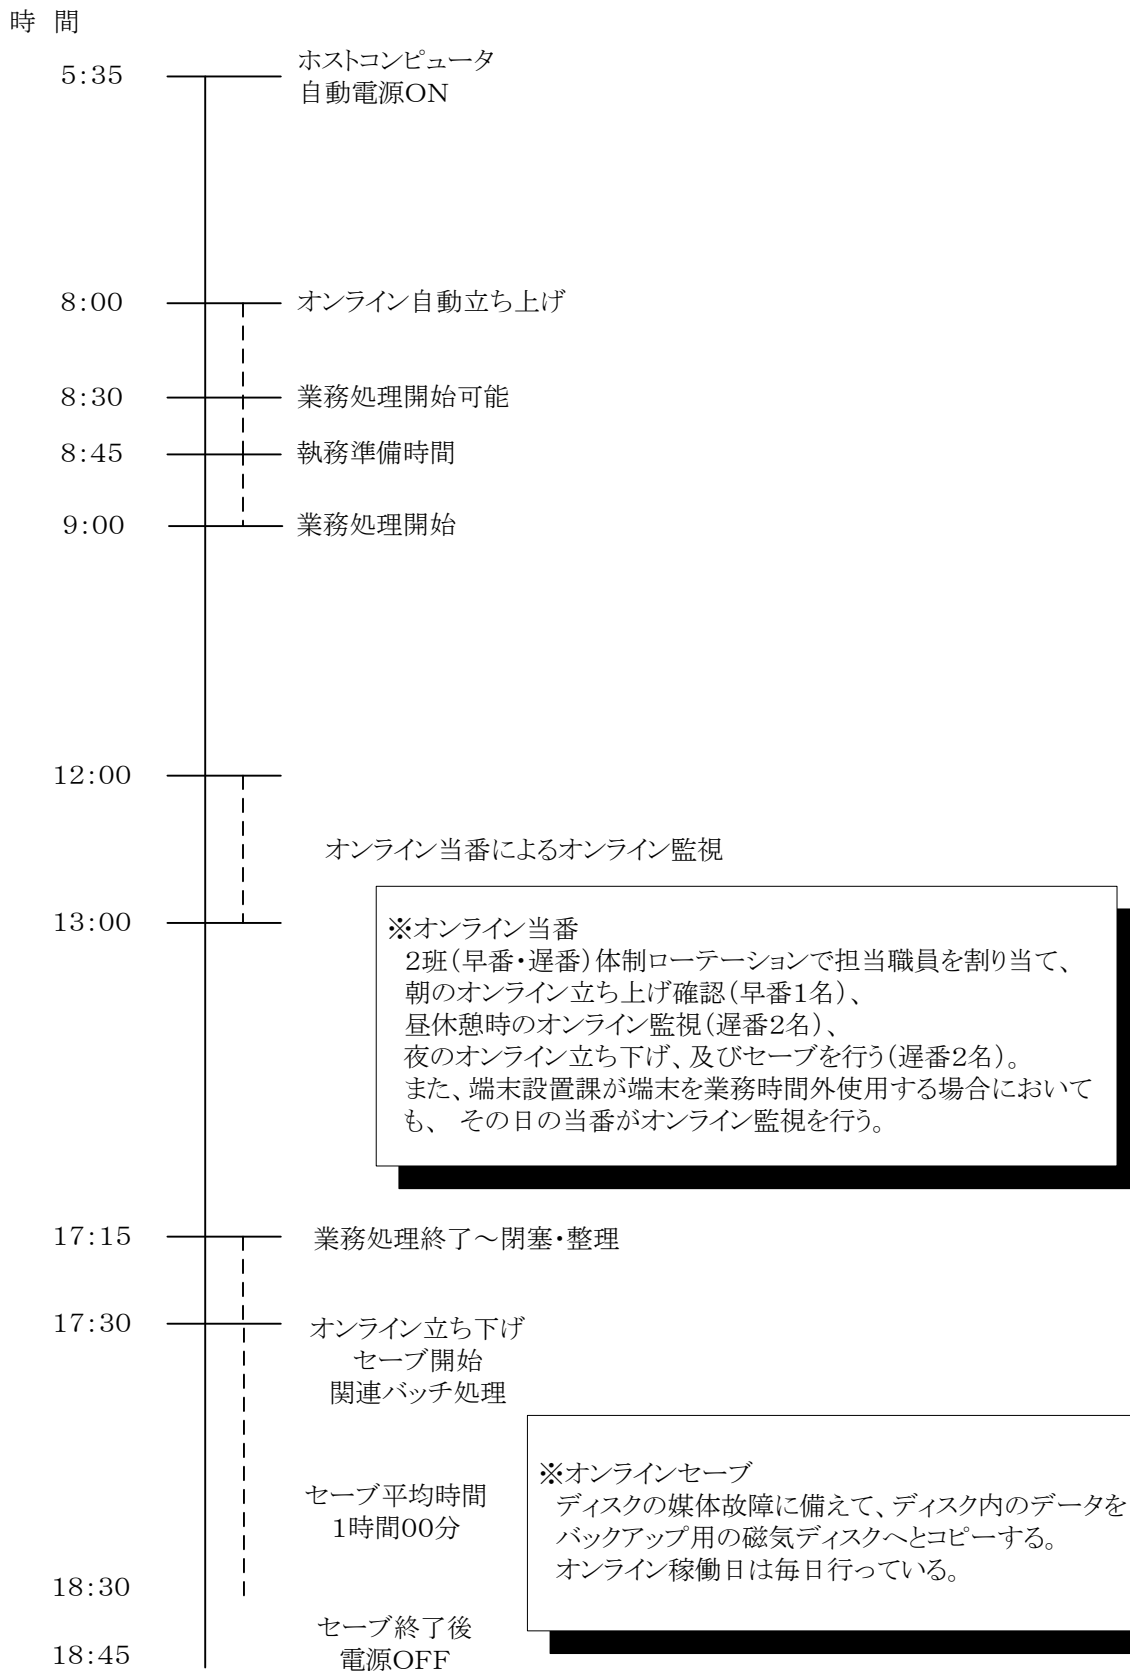 時 間
5:35
ホストコンピュータ
自動電源ON
8:00
オンライン自動立ち上げ
8:30
業務処理開始可能
8:45
執務準備時間
9:00
業務処理開始
12:00
オンライン当番によるオンライン監視
13:00
※オンライン当番
2班(早番・遅番)体制ローテーションで担当職員を割り当て、
朝のオンライン立ち上げ確認(早番1名)、
昼休憩時のオンライン監視(遅番2名)、
夜のオンライン立ち下げ、及びセーブを行う(遅番2名)。
また、端末設置課が端末を業務時間外使用する場合において
も、 その日の当番がオンライン監視を行う。
17:15
業務処理終了～閉塞・整理
17:30
オンライン立ち下げ
セーブ開始
関連バッチ処理
セーブ平均時間
1時間00分
※オンラインセーブ
ディスクの媒体故障に備えて、ディスク内のデータを
バックアップ用の磁気ディスクへとコピーする。
オンライン稼働日は毎日行っている。
18:30
セーブ終了後
電源OFF
18:45